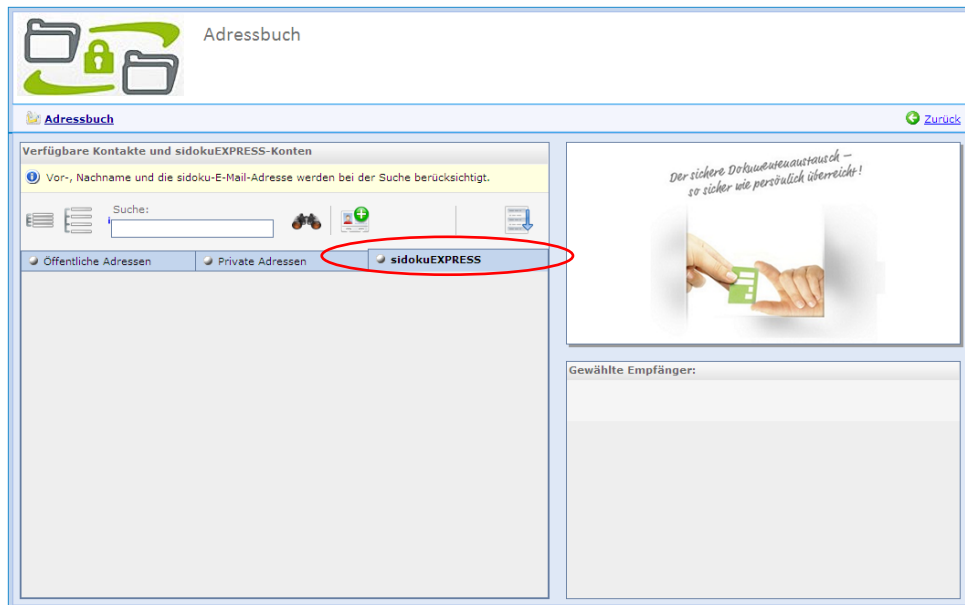 Adressbuch
Adressbuch
Zurück
Verfügbare Kontakte und sidokuEXPRESS-Konten
Vor-, Nachname und die sidoku-E-Mail-Adresse werden bei der Suche berücksichtigt.
Suche:
Öffentliche Adressen
Private Adressen
sidokuEXPRESS
Der sichere Dokumentenaustausch –
so sicher wie persönlich überreicht!
Gewählte Empfänger: